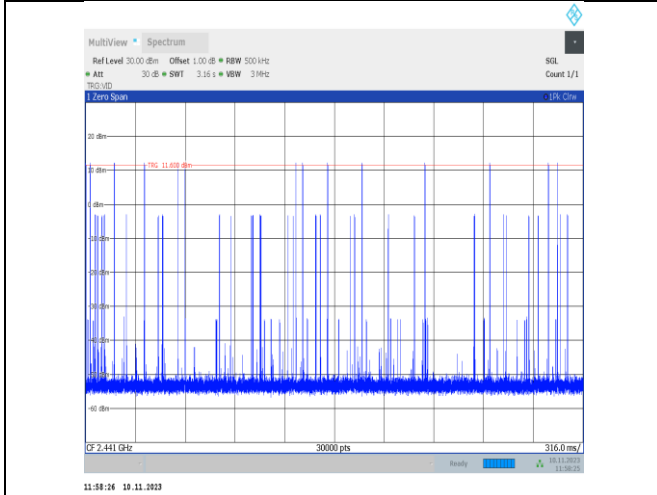 MultiView Spectrum
Ref Level 30.00 dBm Offset 1.00 dB RBW 500 kHz SGL
Att 30 dB SWT 3.16 s VBW 3 MHz Count 1/1
TRG:VID
1 Zero Span 1Pk Clrw
20 dBm
TRG 11.600 dBm
10 dBm
0 dBm
-10 dBm
-20 dBm
-30 dBm
-40 dBm
-60 dBm
CF 2.441 GHz 30000 pts 316.0 ms/
Ready 10.11.2023
11:58:25
11:58:26 10.11.2023